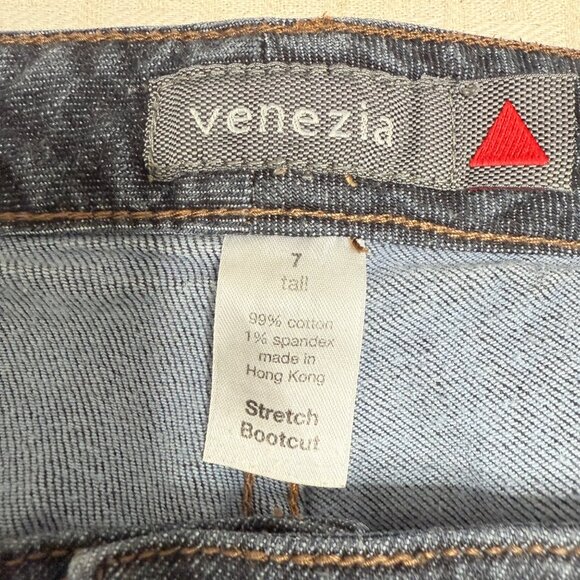 venezia
7
tall
99% cotton
1% spandex
made in
Hong Kong
Stretch
Bootcut